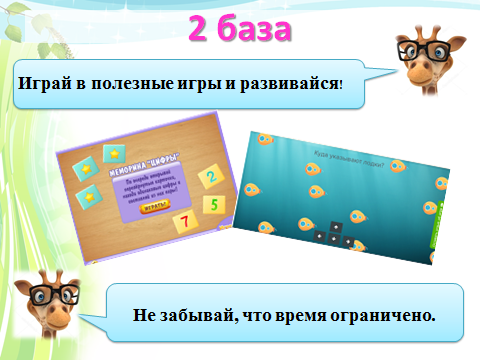 2 база
Играй в полезные игры и развивайся!
МЕМОРИНА "ЦИФРЫ"
ИГРАТЬ!
2
5
7
Куда указывают лодки?
Не забывай, что время ограничено.